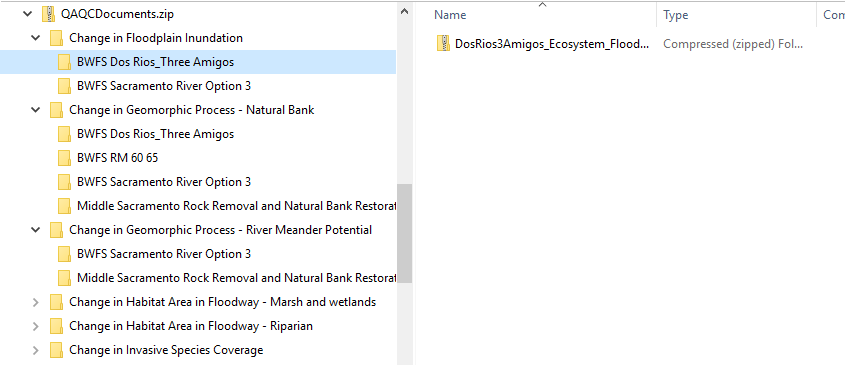 QAQCDocuments.zip
Change in Floodplain Inundation
BWFS Dos Rios_Three Amigos
BWFS Sacramento River Option 3
Change in Geomorphic Process - Natural Bank
BWFS Dos Rios_Three Amigos
BWFS RM 60 65
BWFS Sacramento River Option 3
Middle Sacramento Rock Removal and Natural Bank Restorat
Change in Geomorphic Process - River Meander Potential
BWFS Sacramento River Option 3
Middle Sacramento Rock Removal and Natural Bank Restorat
Change in Habitat Area in Floodway - Marsh and wetlands
Change in Habitat Area in Floodway - Riparian
Change in Invasive Species Coverage
Name Type Com
DosRios3Amigos_Ecosystem_Flood... Compressed (zipped) Fol...